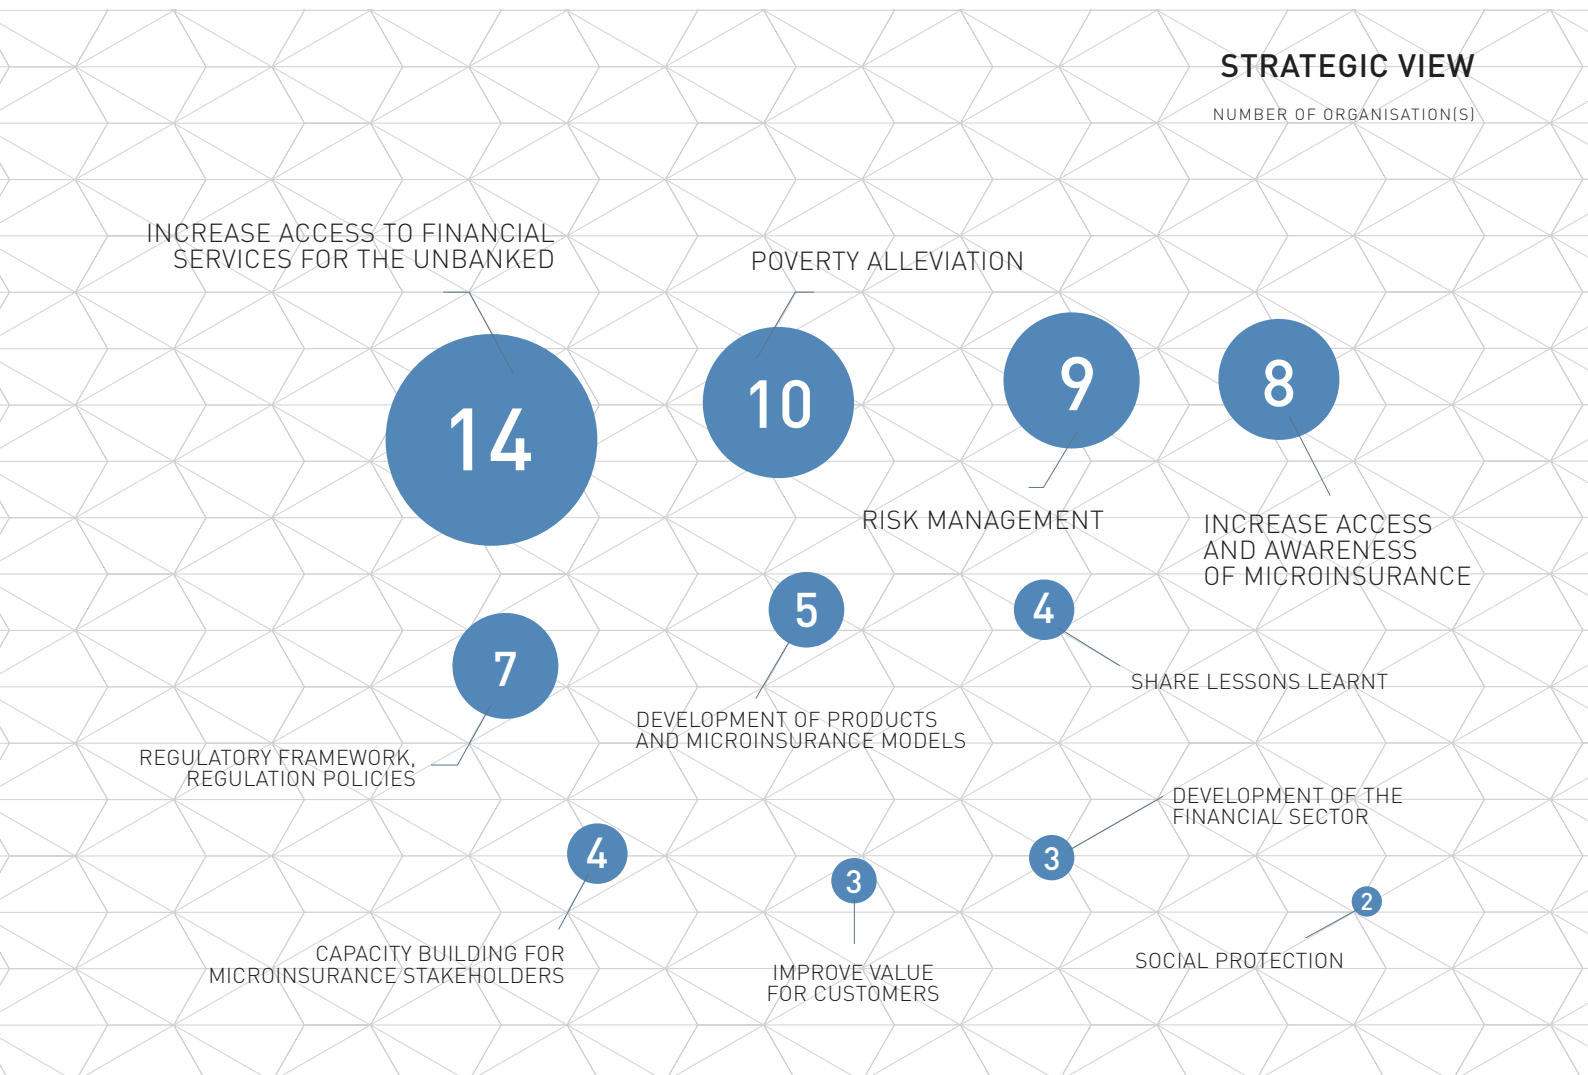 STRATEGIC VIEW
NUMBER OF ORGANISATION(S)
INCREASE ACCESS TO FINANCIAL
SERVICES FOR THE UNBANKED
14
POVERTY ALLEVIATION
10
9
RISK MANAGEMENT
8
INCREASE ACCESS
AND AWARENESS
OF MICROINSURANCE
7
REGULATORY FRAMEWORK,
REGULATION POLICIES
5
DEVELOPMENT OF PRODUCTS
AND MICROINSURANCE MODELS
4
SHARE LESSONS LEARNT
4
CAPACITY BUILDING FOR
MICROINSURANCE STAKEHOLDERS
3
IMPROVE VALUE
FOR CUSTOMERS
DEVELOPMENT OF THE
FINANCIAL SECTOR
3
2
SOCIAL PROTECTION